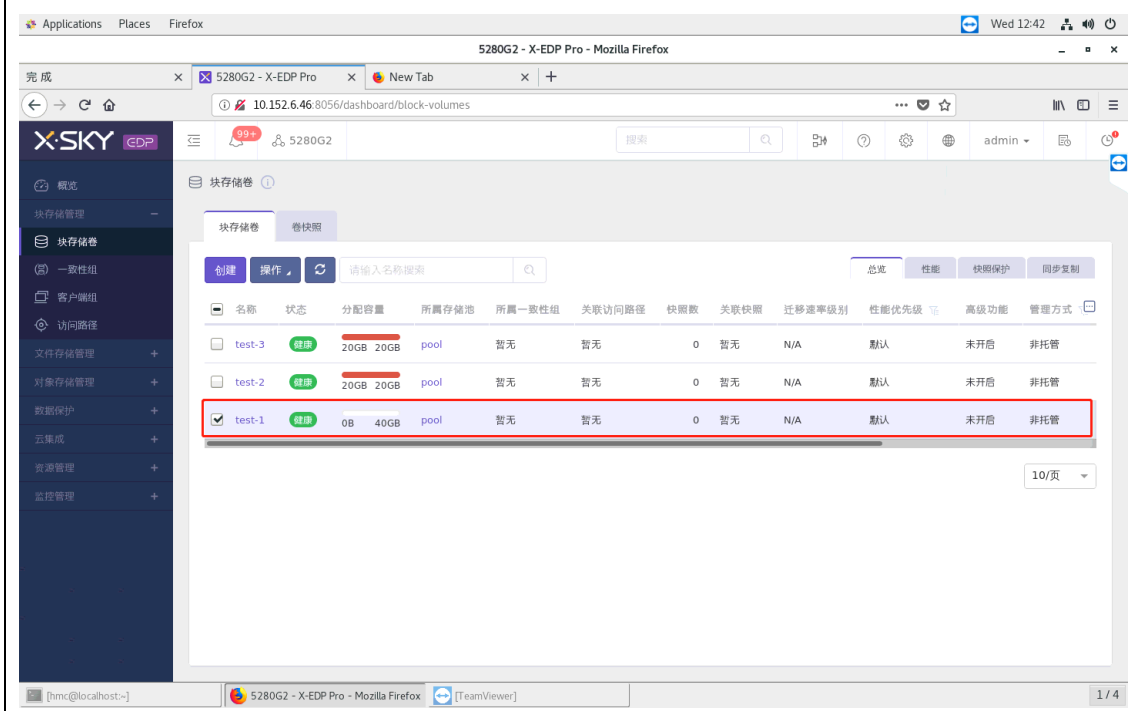 Applications Places Firefox Wed 12:42
5280G2 - X-EDP Pro - Mozilla Firefox
完成 5280G2 - X-EDP Pro New Tab
10.152.6.46:8056/dashboard/block-volumes
X·SKY EDP 99+ 5280G2 搜索 admin
概览
块存储管理
块存储卷
一致性组
客户端组
访问路径
文件存储管理
对象存储管理
数据保护
云集成
资源管理
监控管理
块存储卷
块存储卷 卷快照
创建 操作 请输入名称搜索 总览 性能 快照保护 同步复制
名称 状态 分配容量 所属存储池 所属一致性组 关联访问路径 快照数 关联快照 迁移速率级别 性能优先级 高级功能 管理方式
test-3 健康 20GB 20GB pool 暂无 暂无 0 暂无 N/A 默认 未开启 非托管
test-2 健康 20GB 20GB pool 暂无 暂无 0 暂无 N/A 默认 未开启 非托管
test-1 健康 0B 40GB pool 暂无 暂无 0 暂无 N/A 默认 未开启 非托管
10/页
[hmc@localhost:~] 5280G2 - X-EDP Pro - Mozilla Firefox [TeamViewer] 1 / 4